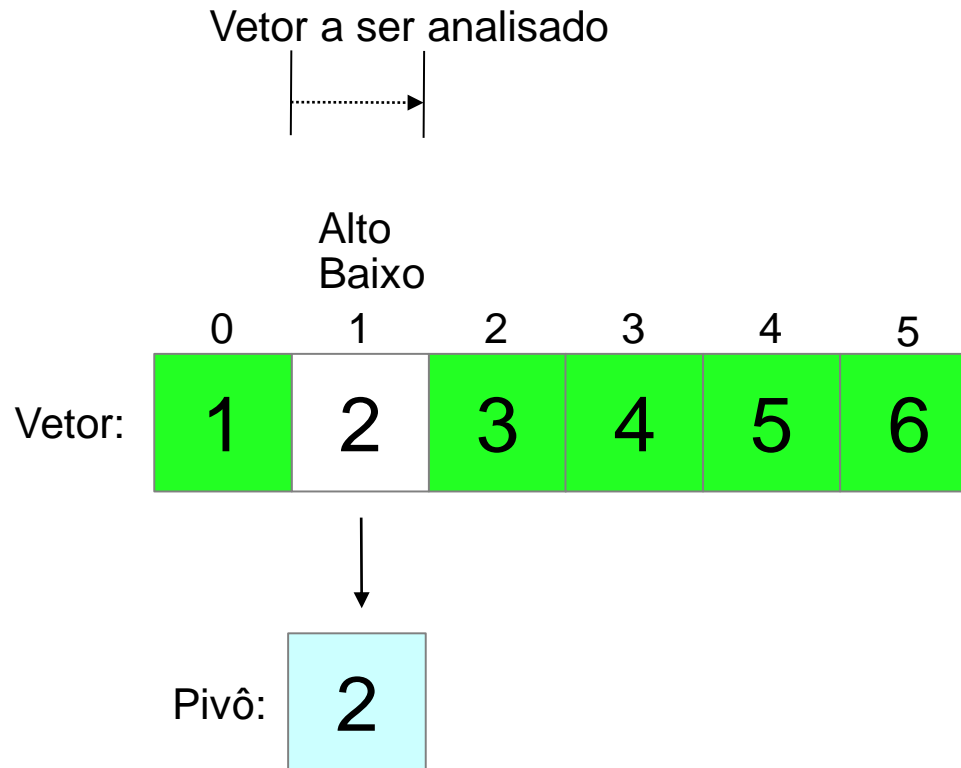 Vetor a ser analisado
Alto
Baixo
0 1 2 3 4 5
Vetor: 1 2 3 4 5 6
Pivô: 2